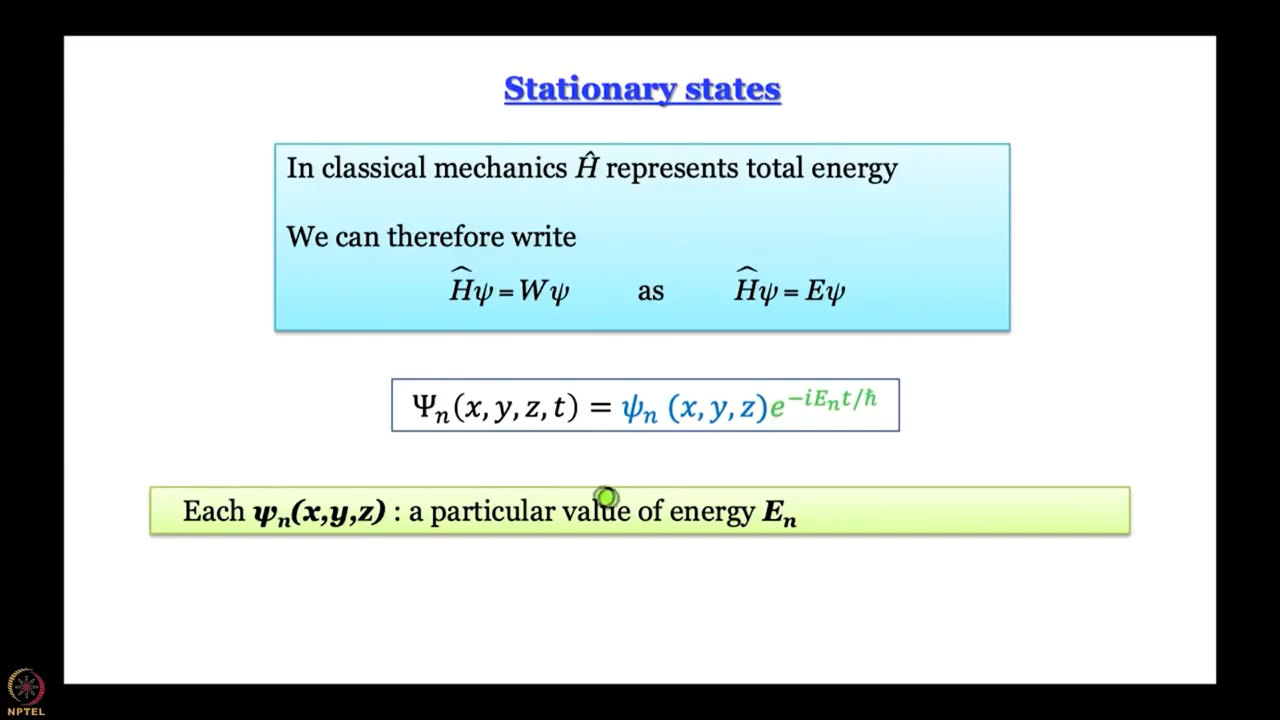 Stationary states
In classical mechanics Ĥ represents total energy
We can therefore write
Ĥψ = Wψ as Ĥψ = Eψ
Ψₙ(x, y, z, t) = ψₙ (x, y, z)e^{−iEₙt/ħ}
Each ψₙ(x,y,z) : a particular value of energy Eₙ
NPTEL